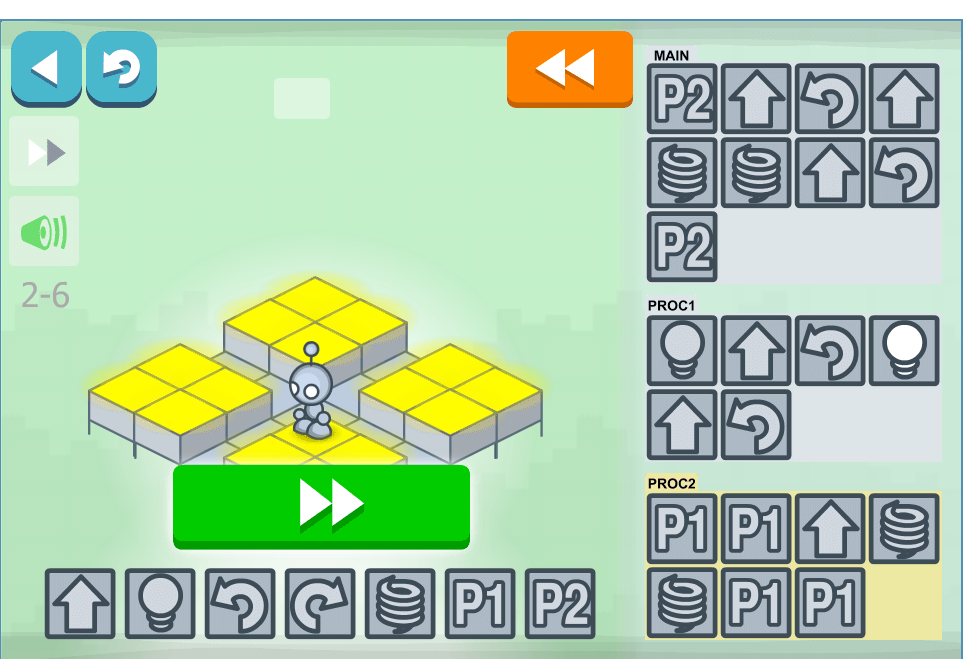 MAIN
P2
P2
2-6
PROC1
PROC2
P1 P1
P1 P1
P1 P2